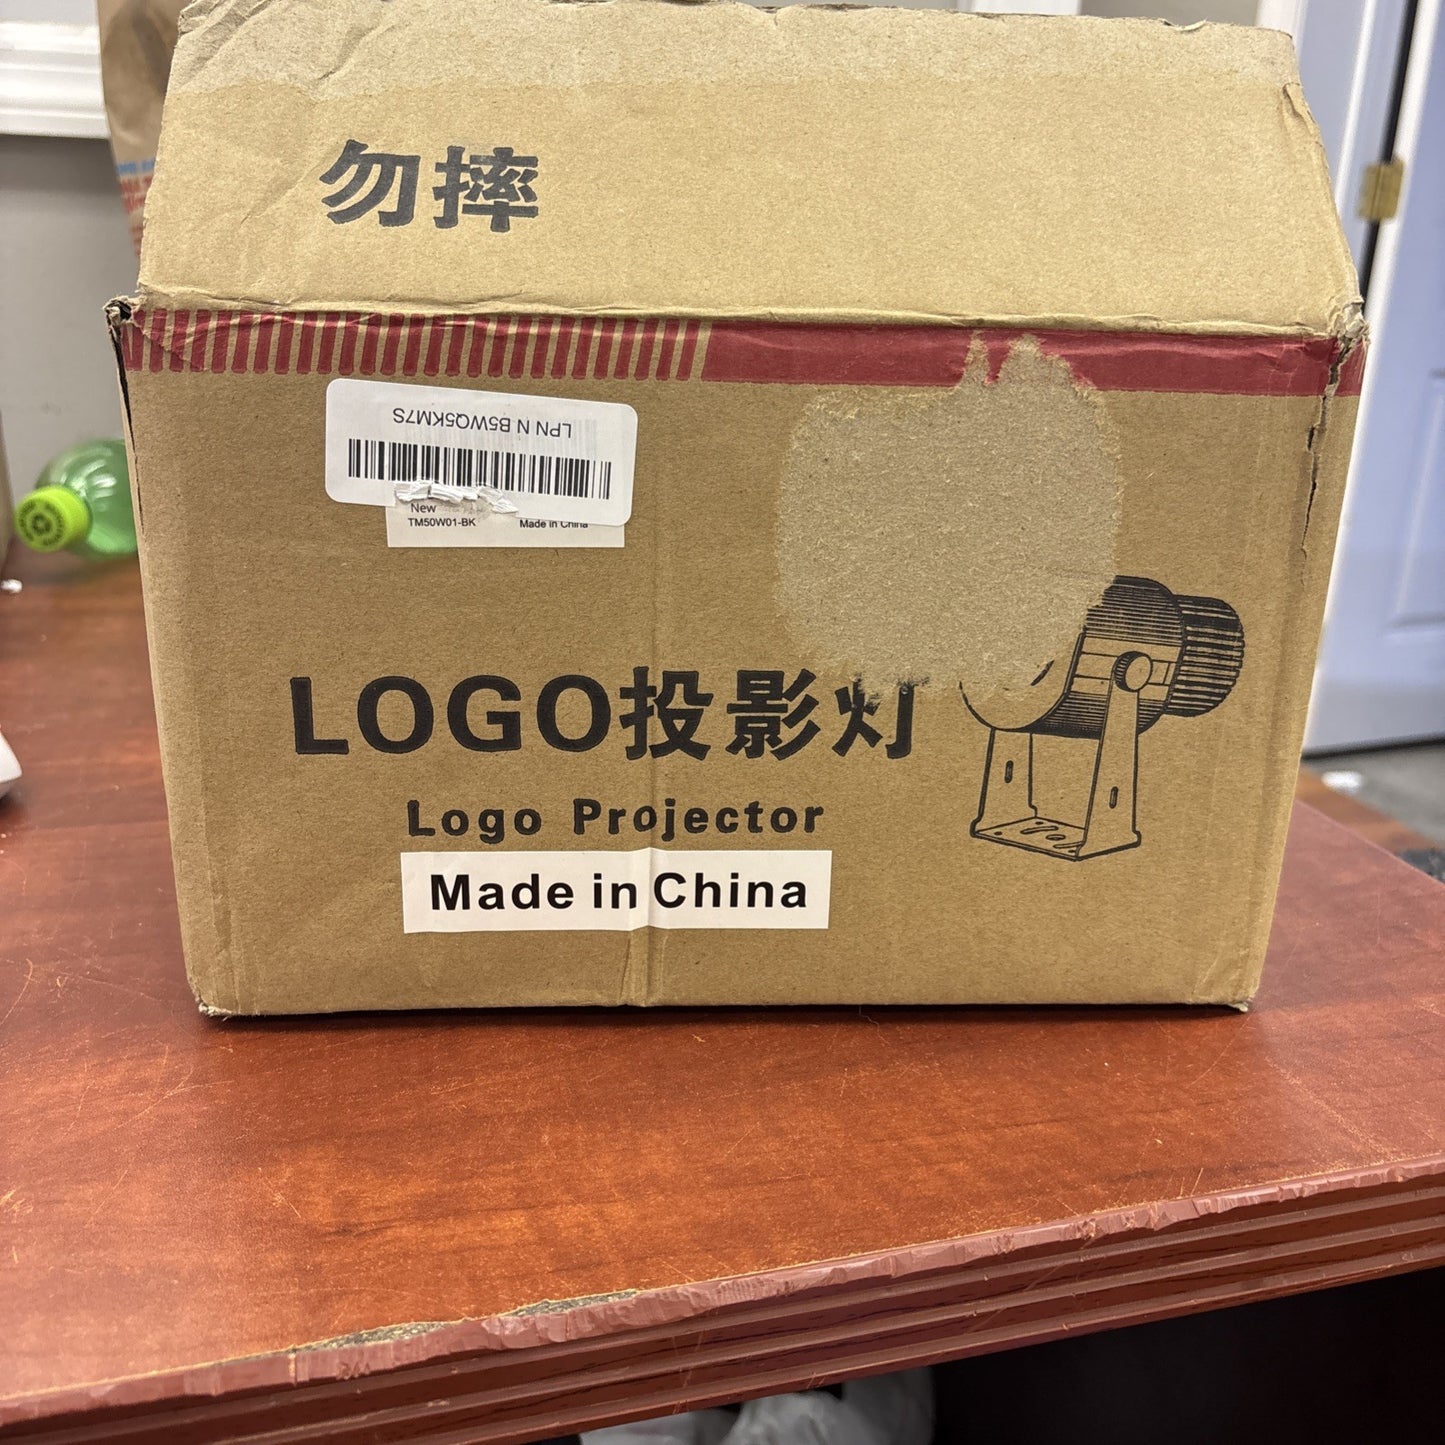 勿摔
LPN N B5WQ5KM7S
New
TM50W01-BK Made in China
LOGO投影灯
Logo Projector
Made in China